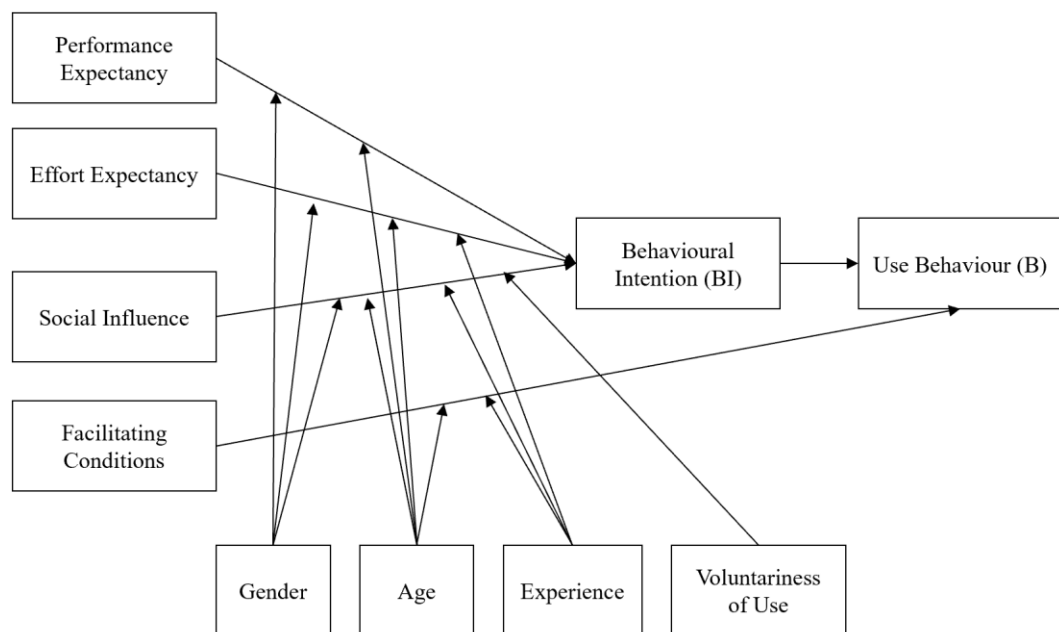 Performance
Expectancy
Effort Expectancy
Social Influence
Facilitating
Conditions
Behavioural
Intention (BI)
Use Behaviour (B)
Gender
Age
Experience
Voluntariness
of Use